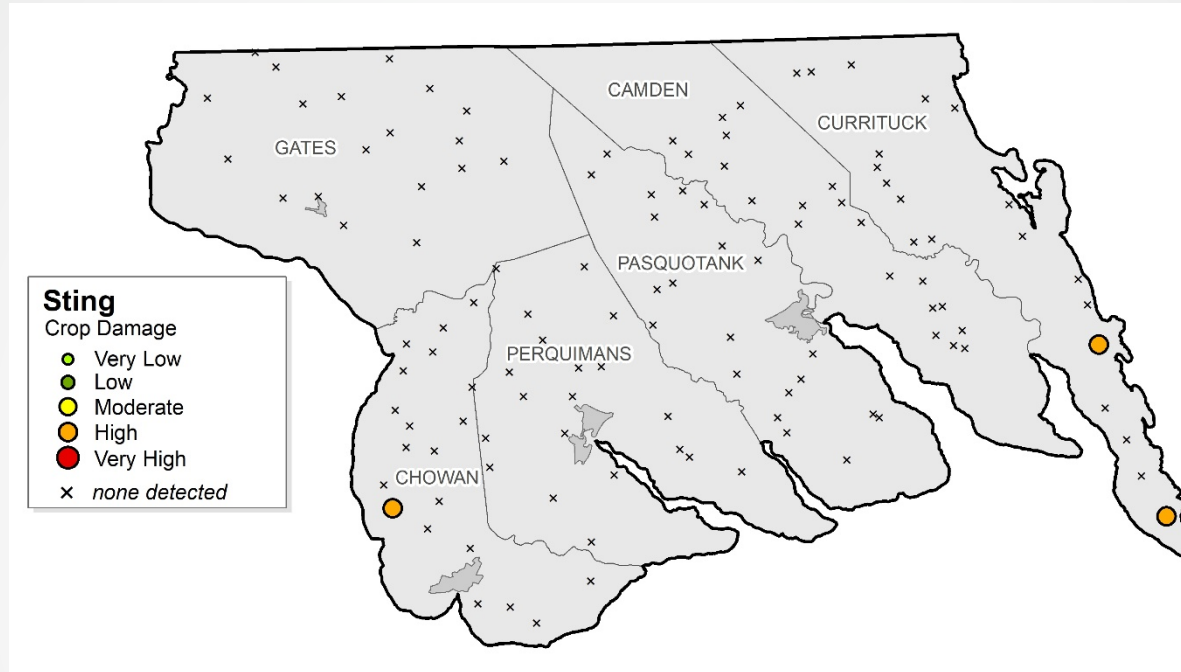 CAMDEN
CURRITUCK
GATES
PASQUOTANK
PERQUIMANS
CHOWAN
Sting
Crop Damage
Very Low
Low
Moderate
High
Very High
none detected